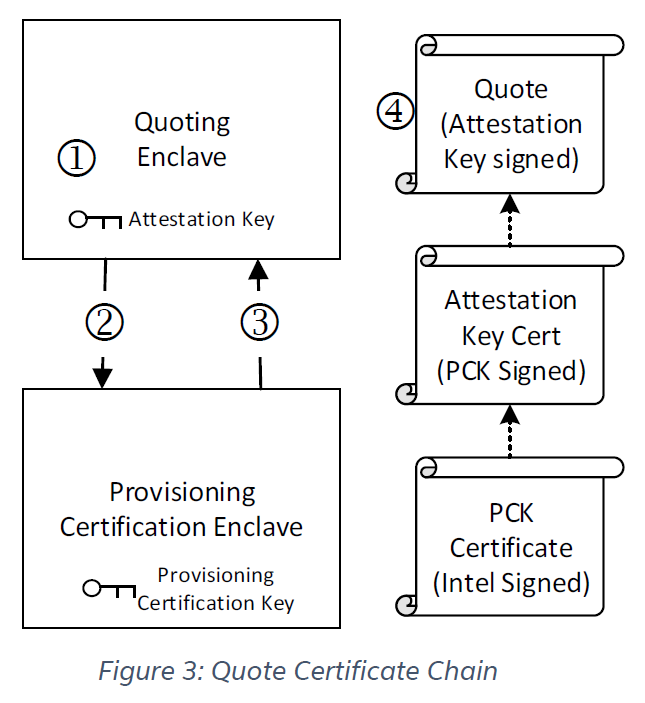 Quoting
Enclave
①
Attestation Key
②
③
Provisioning
Certification Enclave
Provisioning
Certification Key
④
Quote
(Attestation
Key signed)
Attestation
Key Cert
(PCK Signed)
PCK
Certificate
(Intel Signed)
Figure 3: Quote Certificate Chain